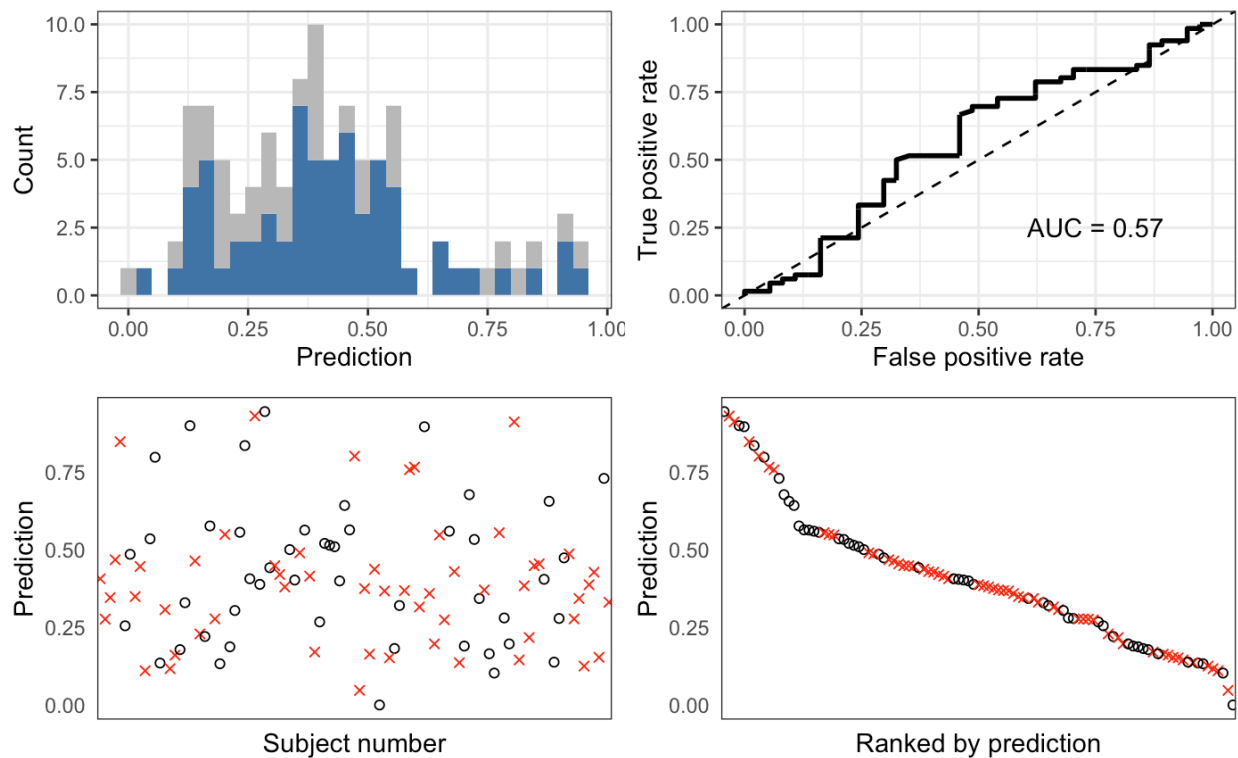 Count
10.0
7.5
5.0
2.5
0.0
0.00 0.25 0.50 0.75 1.00
Prediction
True positive rate
1.00
0.75
0.50
0.25
0.00
AUC = 0.57
0.00 0.25 0.50 0.75 1.00
False positive rate
Prediction
0.75
0.50
0.25
0.00
Subject number
Prediction
0.75
0.50
0.25
0.00
Ranked by prediction